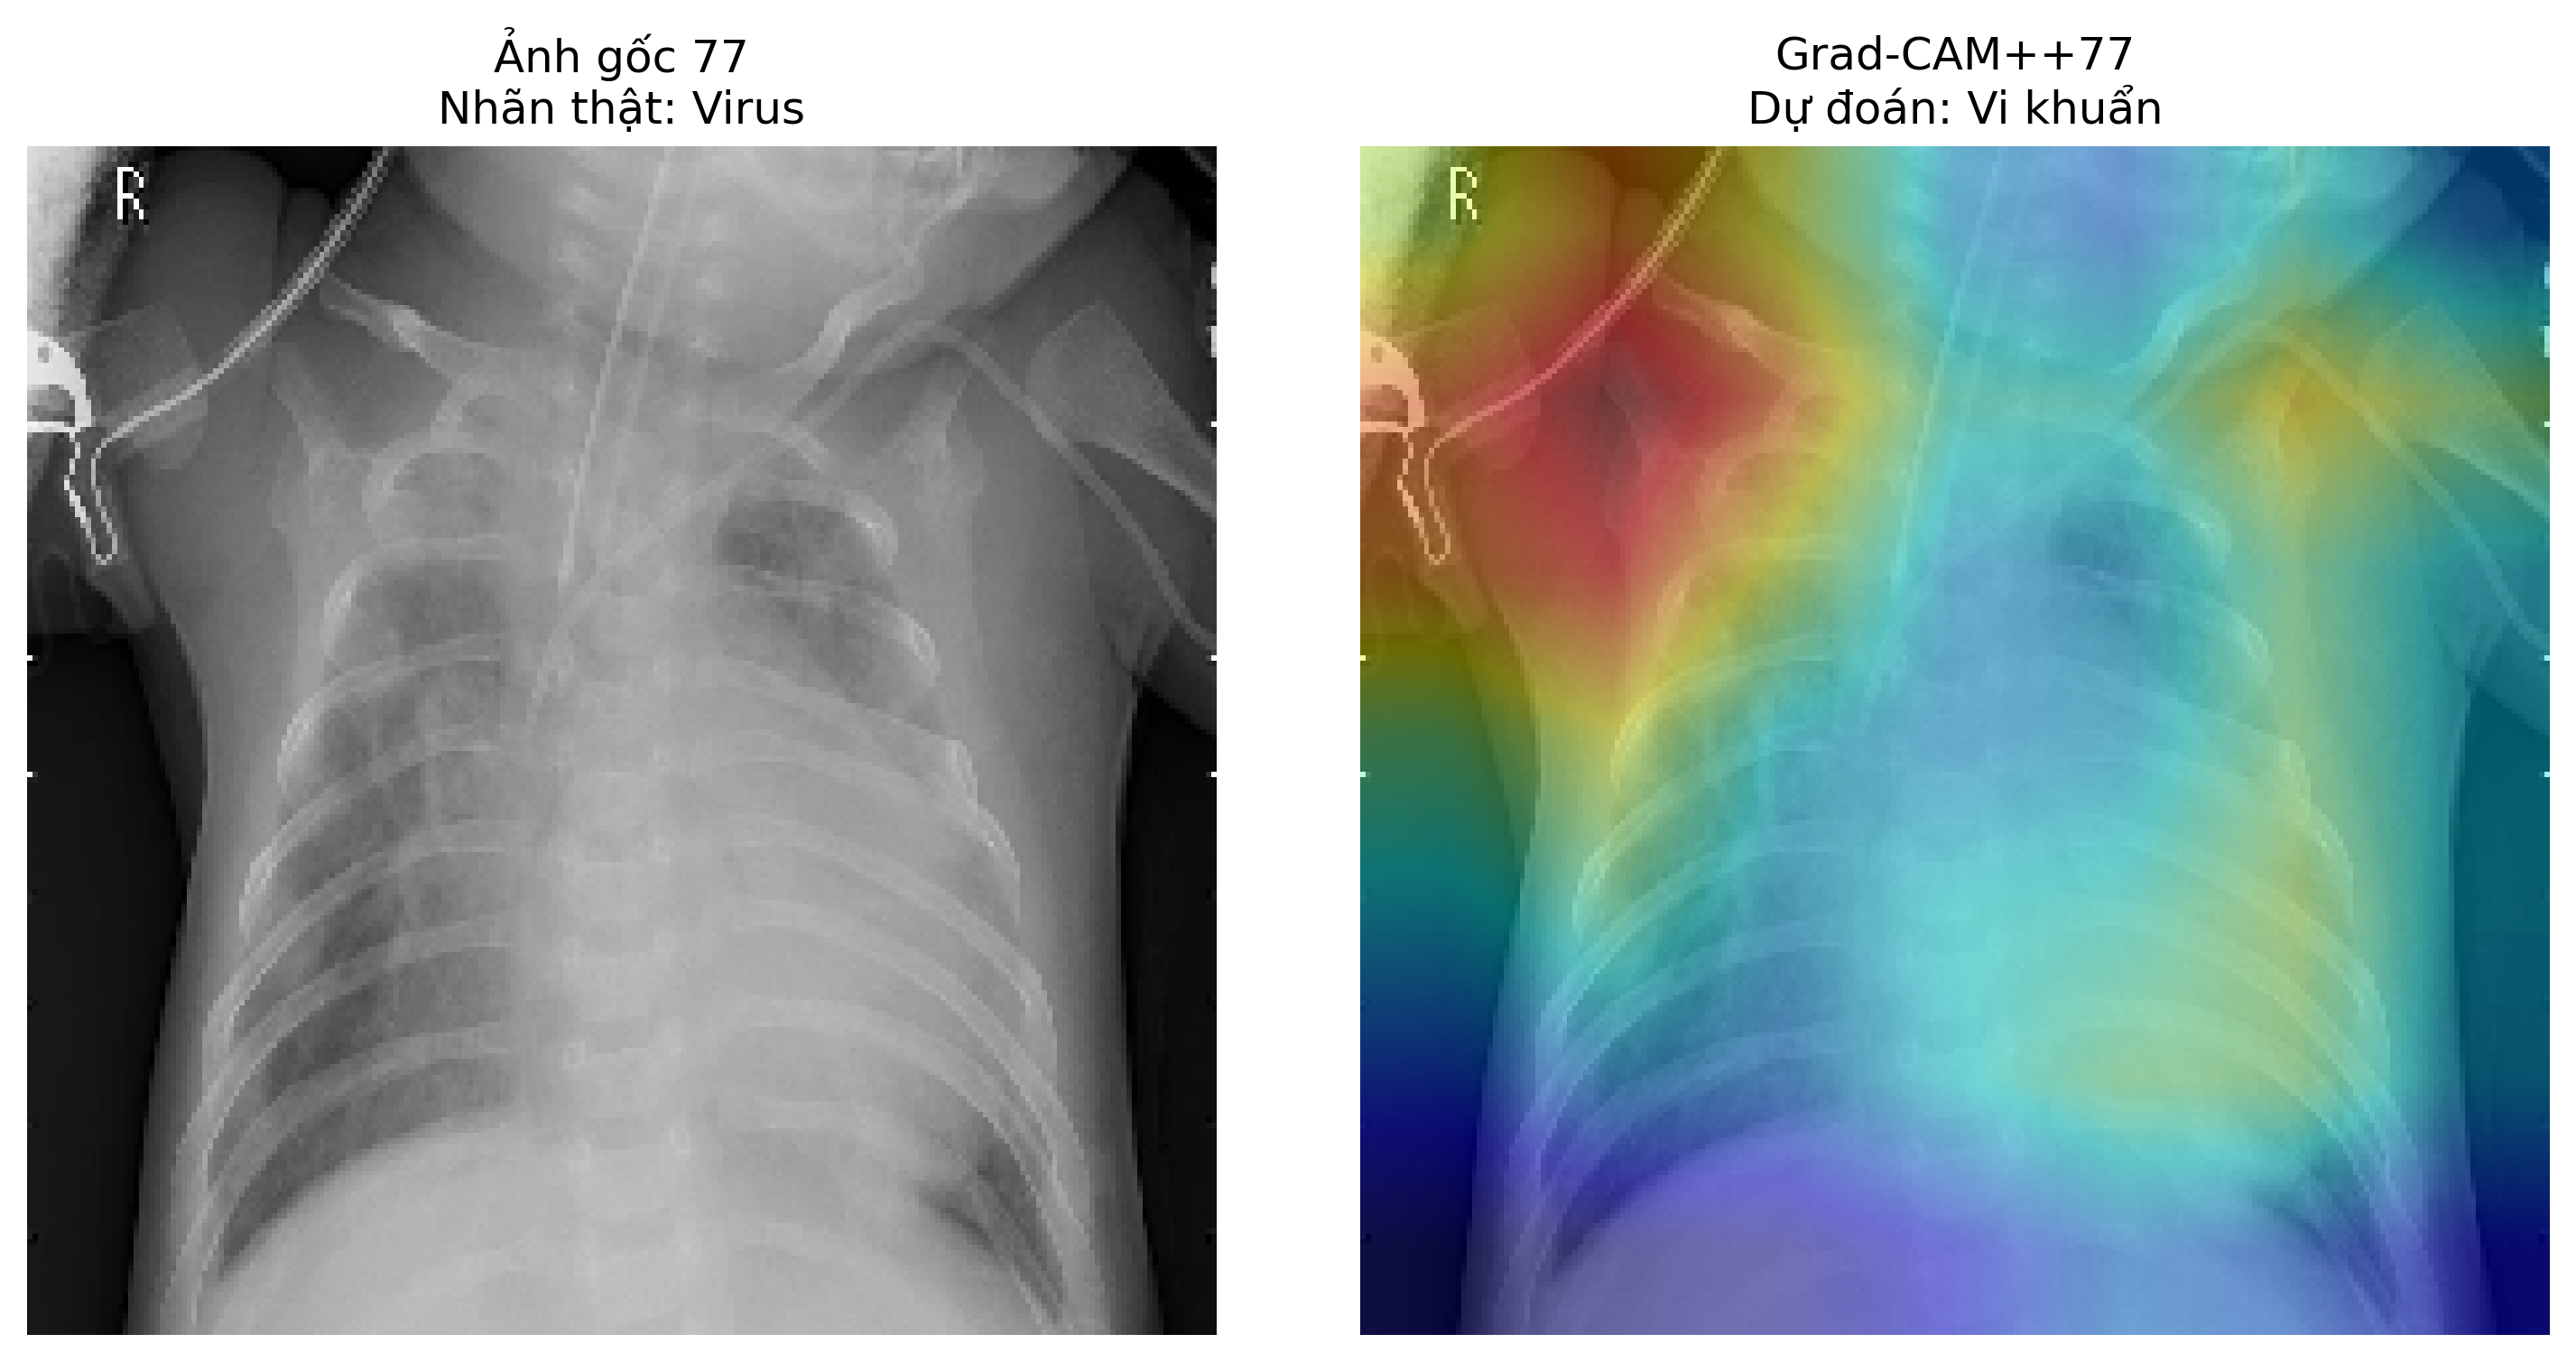 Ảnh gốc 77
Nhãn thật: Virus
Grad-CAM++77
Dự đoán: Vi khuẩn
R
R